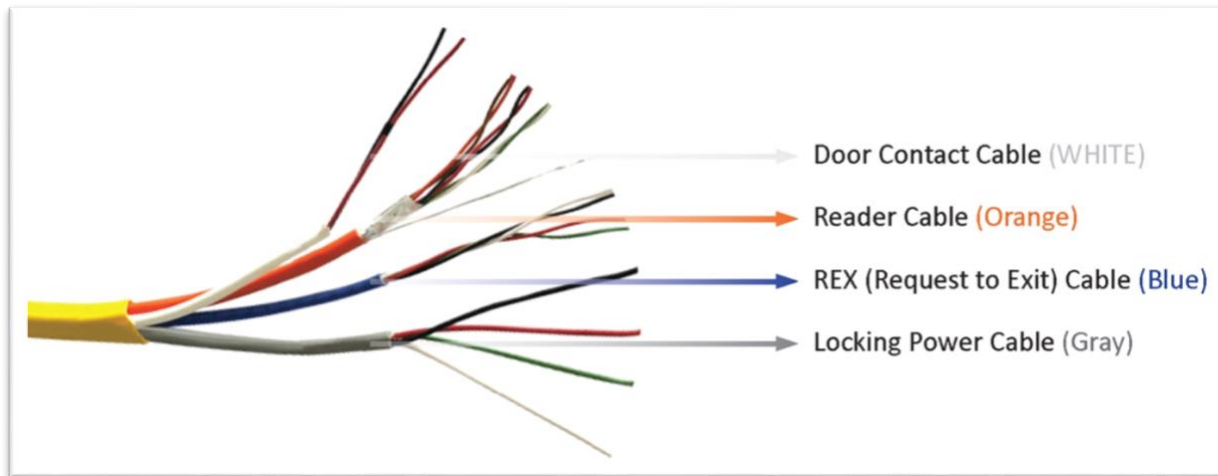 Door Contact Cable (WHITE)
Reader Cable (Orange)
REX (Request to Exit) Cable (Blue)
Locking Power Cable (Gray)